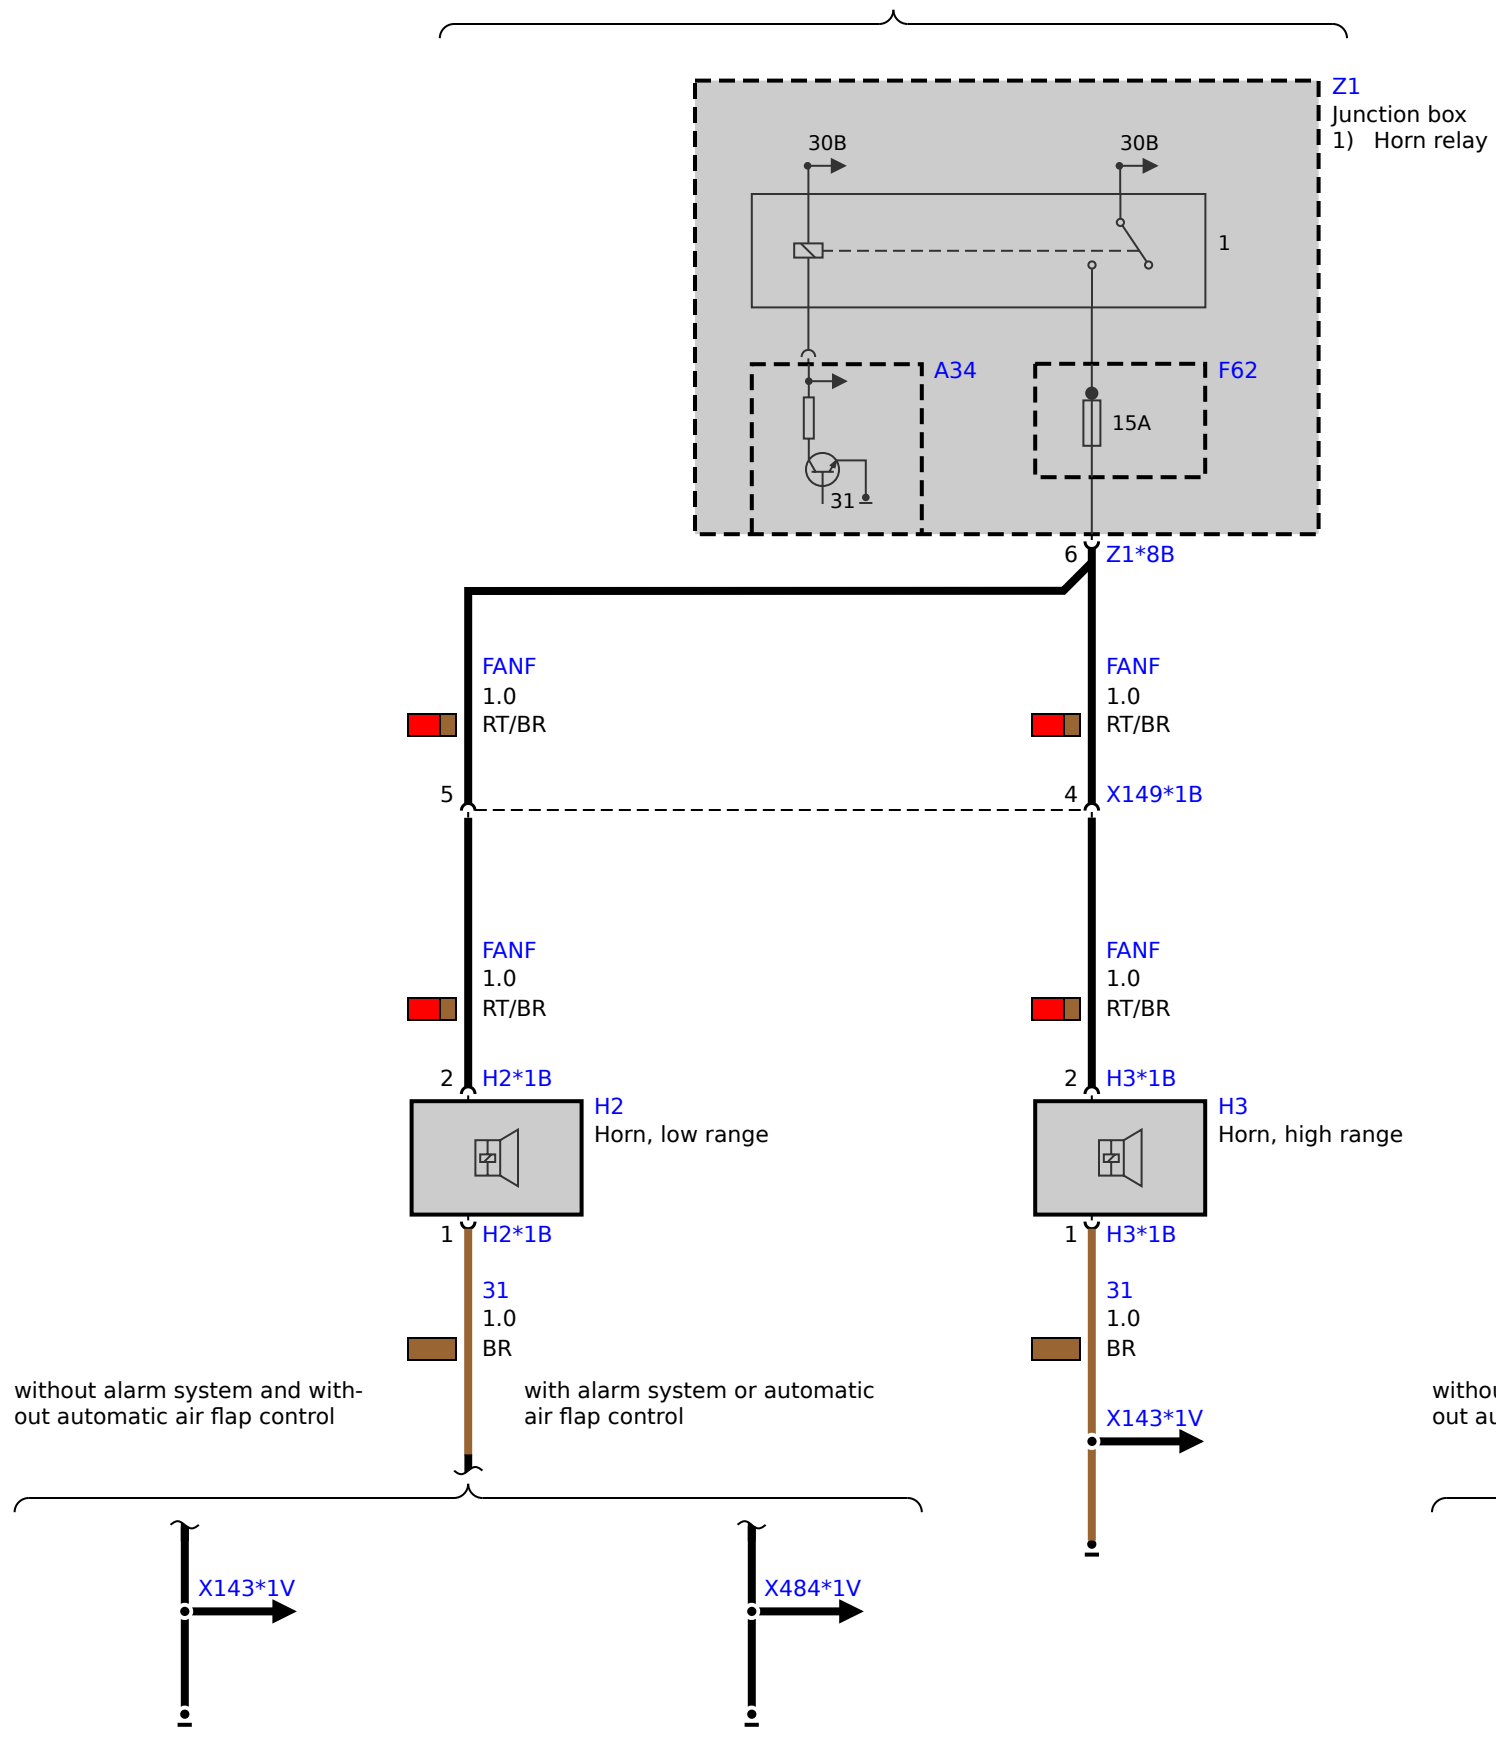 Z1
Junction box
1) Horn relay
30B
30B
1
A34
F62
15A
31
6
Z1*8B
FANF
1.0
RT/BR
FANF
1.0
RT/BR
5
4
X149*1B
FANF
1.0
RT/BR
FANF
1.0
RT/BR
2
H2*1B
2
H3*1B
H2
Horn, low range
H3
Horn, high range
1
H2*1B
1
H3*1B
31
1.0
BR
31
1.0
BR
without alarm system and with-
out automatic air flap control
with alarm system or automatic
air flap control
X143*1V
out
X143*1V
X484*1V